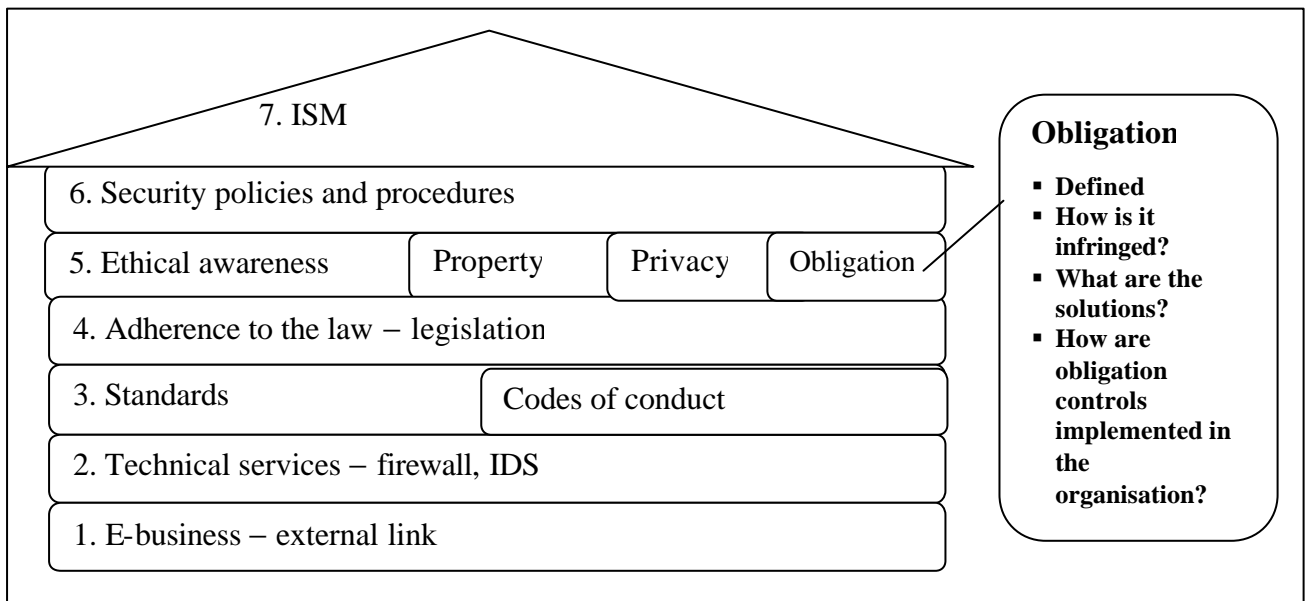 7. ISM
6. Security policies and procedures
5. Ethical awareness
Property
Privacy
Obligation
4. Adherence to the law – legislation
3. Standards
Codes of conduct
2. Technical services – firewall, IDS
1. E-business – external link
Obligation
▪ Defined
▪ How is it
infringed?
▪ What are the
solutions?
▪ How are
obligation
controls
implemented in
the
organisation?